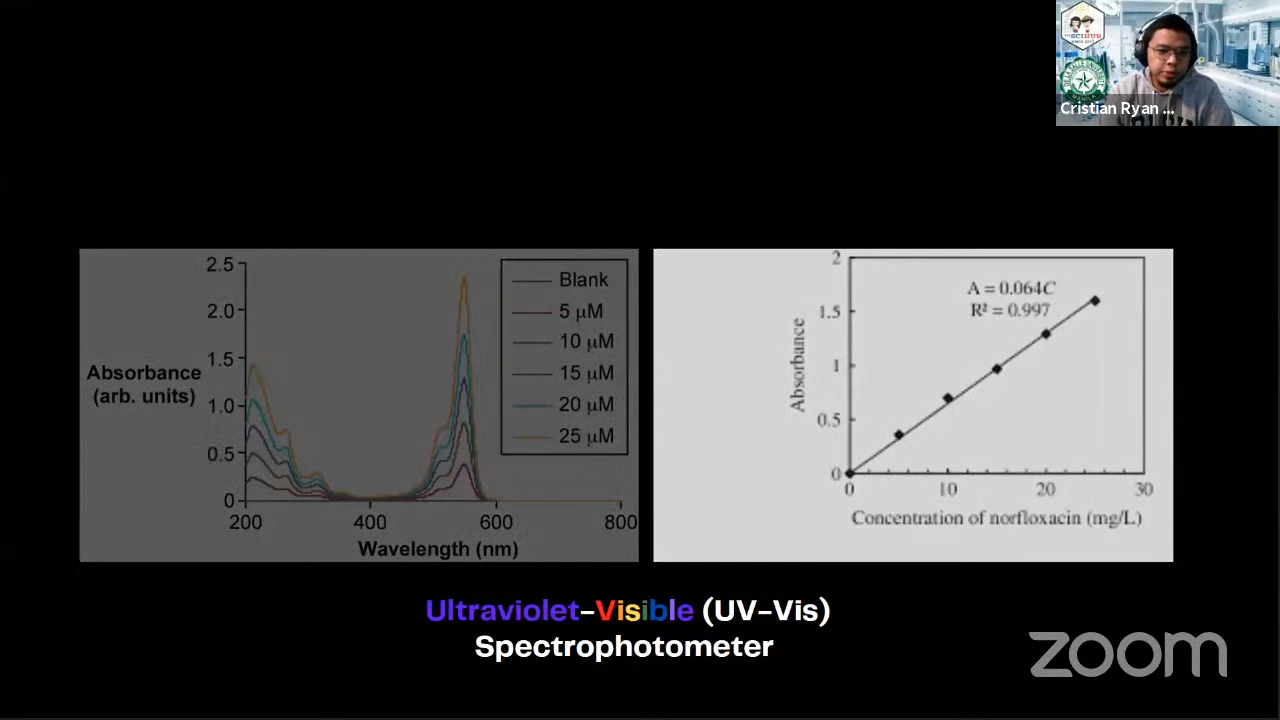 SCIHUB
Cristian Ryan ...
2.5
2.0
1.5
1.0
0.5
0
Absorbance
(arb. units)
200
400
600
800
Wavelength (nm)
Blank
5 μM
10 μM
15 μM
20 μM
25 μM
2
1.5
1
0.5
0
Absorbance
A = 0.064C
R² = 0.997
0
10
20
30
Concentration of norfloxacin (mg/L)
Ultraviolet–Visible (UV–Vis)
Spectrophotometer
zoom